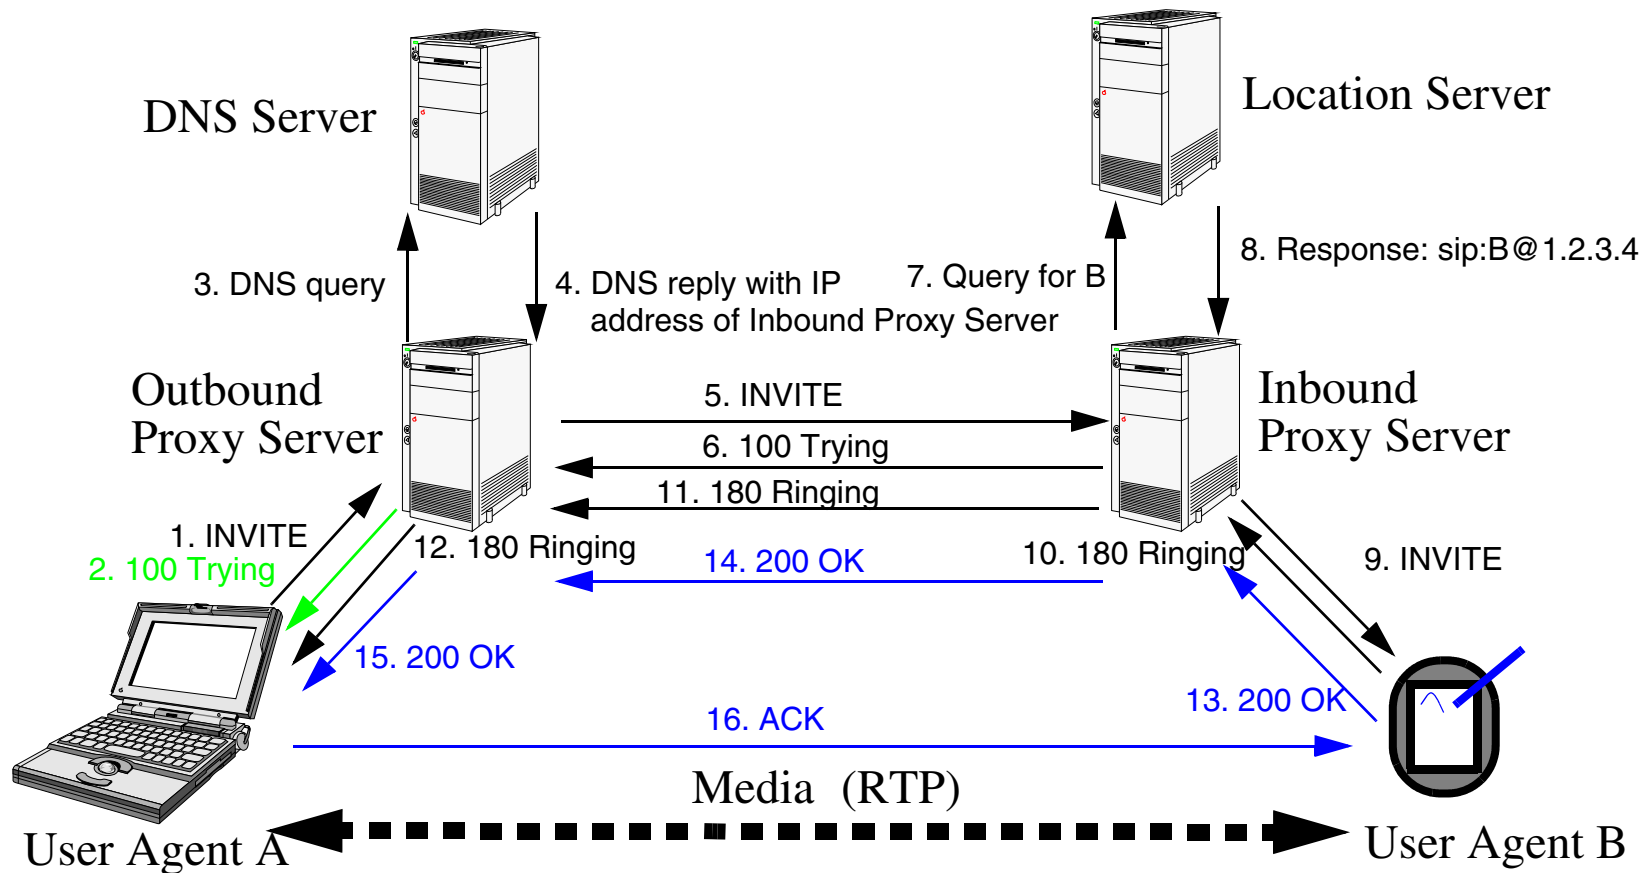 DNS Server
Location Server
3. DNS query
4. DNS reply with IP
address of Inbound Proxy Server
7. Query for B
8. Response: sip:B@1.2.3.4
Outbound
Proxy Server
5. INVITE
6. 100 Trying
11. 180 Ringing
Inbound
Proxy Server
1. INVITE
2. 100 Trying
12. 180 Ringing
14. 200 OK
10. 180 Ringing
9. INVITE
15. 200 OK
13. 200 OK
16. ACK
Media (RTP)
User Agent A
User Agent B